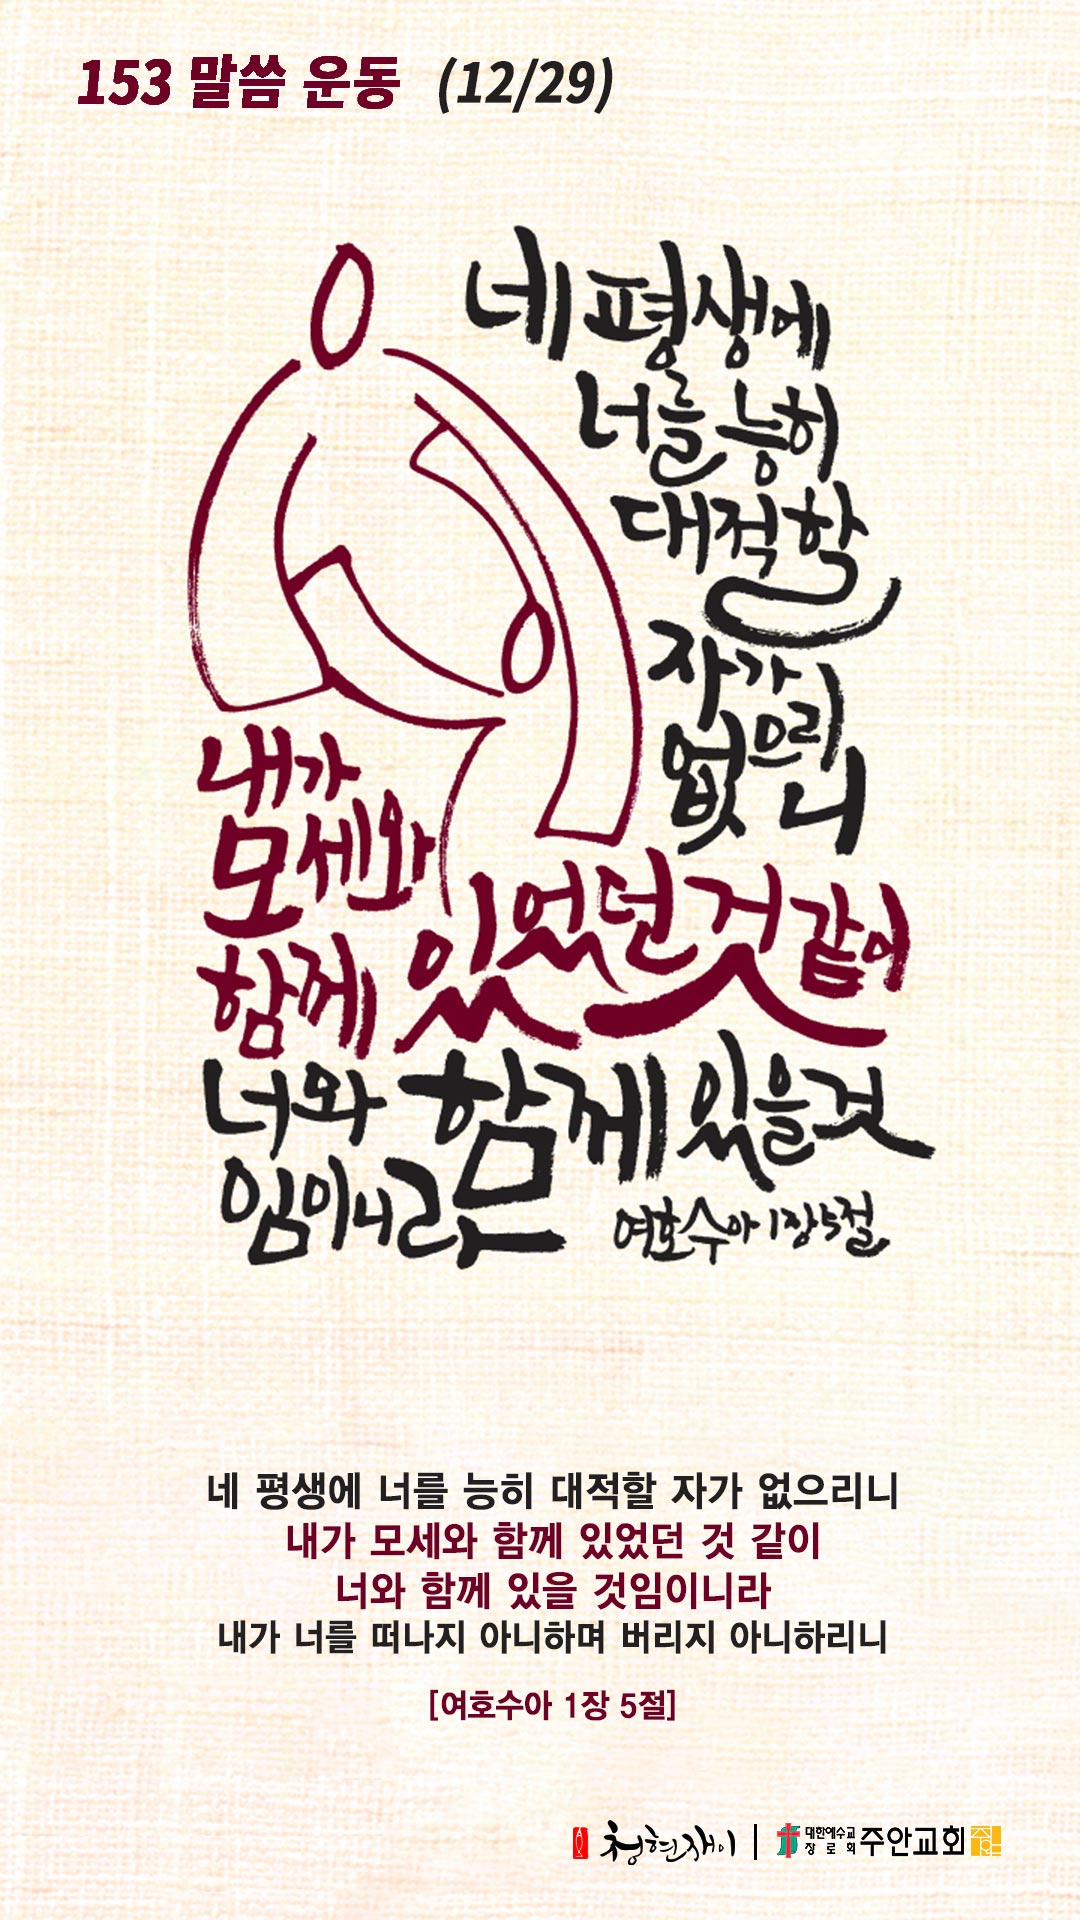 153 말씀 운동 (12/29)
네 평생에
너를 능히
대적할
자가
없으리니
내가
모세와
함께 있었던 것 같이
너와 함께 있을 것
임이니라
여호수아 1장 5절
네 평생에 너를 능히 대적할 자가 없으리니
내가 모세와 함께 있었던 것 같이
너와 함께 있을 것임이니라
내가 너를 떠나지 아니하며 버리지 아니하리니
[여호수아 1장 5절]
청현재이
대한예수교
장로회
주안교회